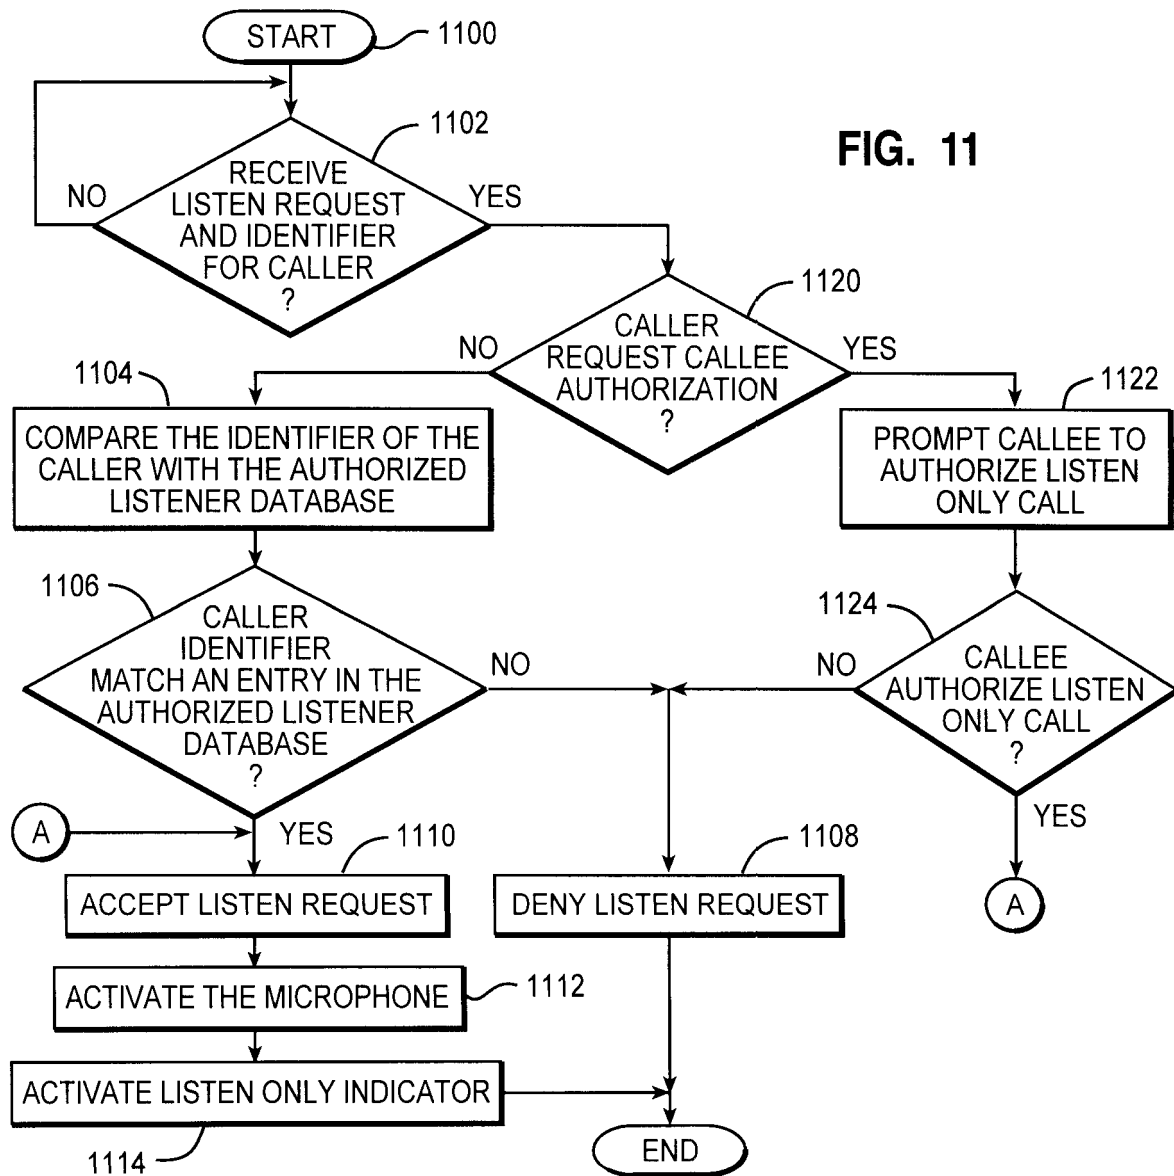 START
1100
1102
FIG. 11
RECEIVE
LISTEN REQUEST
AND IDENTIFIER
FOR CALLER
?
NO
YES
1120
CALLER
REQUEST CALLEE
AUTHORIZATION
?
NO
YES
1104
COMPARE THE IDENTIFIER OF THE
CALLER WITH THE AUTHORIZED
LISTENER DATABASE
1122
PROMPT CALLEE TO
AUTHORIZE LISTEN
ONLY CALL
1106
CALLER
IDENTIFIER
MATCH AN ENTRY IN THE
AUTHORIZED LISTENER
DATABASE
?
NO
1124
NO
CALLEE
AUTHORIZE LISTEN
ONLY CALL
?
YES
A
YES
1110
ACCEPT LISTEN REQUEST
1108
DENY LISTEN REQUEST
A
ACTIVATE THE MICROPHONE
1112
ACTIVATE LISTEN ONLY INDICATOR
1114
END